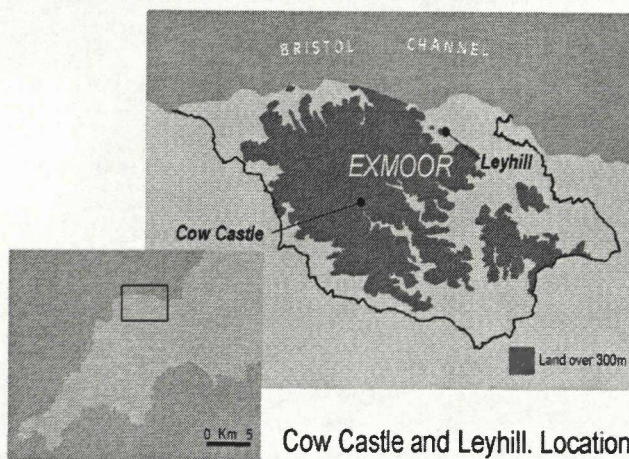 BRISTOL CHANNEL
EXMOOR
Leyhill
Cow Castle
Land over 300m
0 Km 5
Cow Castle and Leyhill. Location